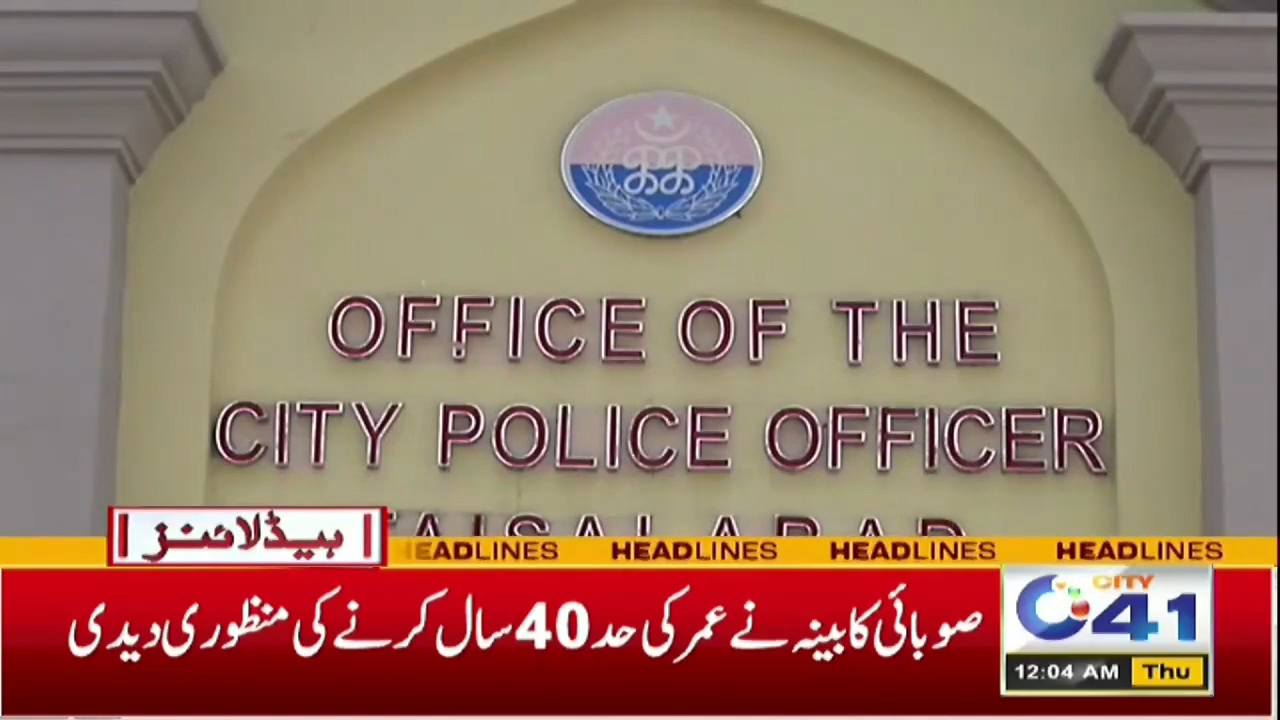 OFFICE OF THE
CITY POLICE OFFICER
FAISALABAD
ہیڈلائنز
HEADLINES HEADLINES HEADLINES HEADLINES
صوبائی کابینہ نے عمر کی حد 40 سال کرنے کی منظوری دیدی
CITY
41
12:04 AM Thu